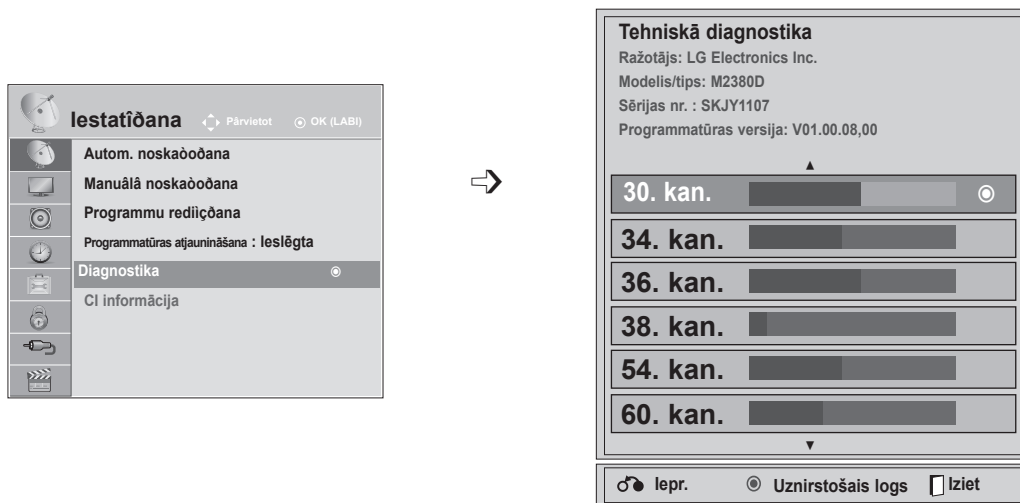 Iestatîðana Pārvietot OK (LABI)
Autom. noskaòoðana
Manuâlâ noskaòoðana
Programmu rediìçðana
Programmatūras atjaunināšana : Ieslēgta
Diagnostika
CI informācija
Tehniskā diagnostika
Ražotājs: LG Electronics Inc.
Modelis/tips: M2380D
Sērijas nr. : SKJY1107
Programmatūras versija: V01.00.08,00
30. kan.
34. kan.
36. kan.
38. kan.
54. kan.
60. kan.
Iepr. Uznirstošais logs Iziet